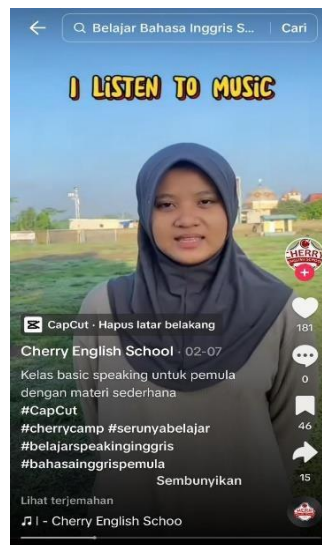 Belajar Bahasa Inggris S... Cari
I LISTEN TO MUSIC
CHERRY
181
CapCut · Hapus latar belakang
Cherry English School · 02-07
0
Kelas basic speaking untuk pemula
dengan materi sederhana
#CapCut
46
#cherrycamp #serunyabelajar
#belajarspeakinginggris
#bahasainggrispemula
15
Sembunyikan
Lihat terjemahan
I - Cherry English Schoo